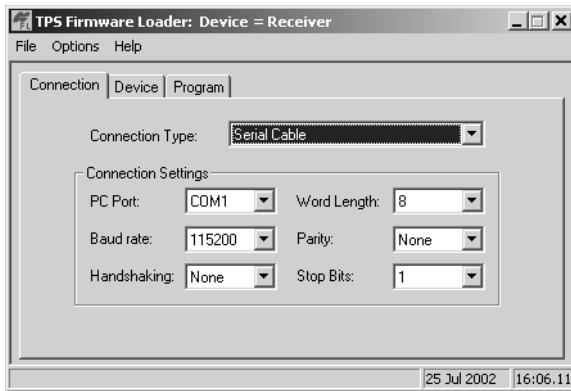 FL TPS Firmware Loader: Device = Receiver
File Options Help
Connection Device Program
Connection Type: Serial Cable
Connection Settings
PC Port: COM1 Word Length: 8
Baud rate: 115200 Parity: None
Handshaking: None Stop Bits: 1
25 Jul 2002 16:06.11